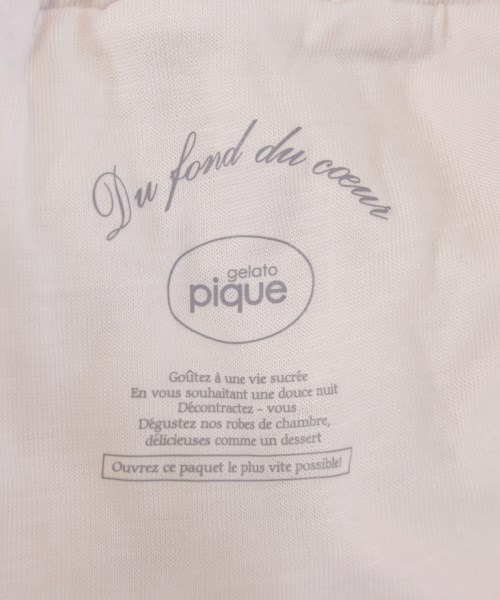 Du fond du cœur
gelato
pique
Goûtez à une vie sucrée
En vous souhaitant une douce nuit
Décontractez - vous
Dégustez nos robes de chambre,
délicieuses comme un dessert
Ouvrez ce paquet le plus vite possible!